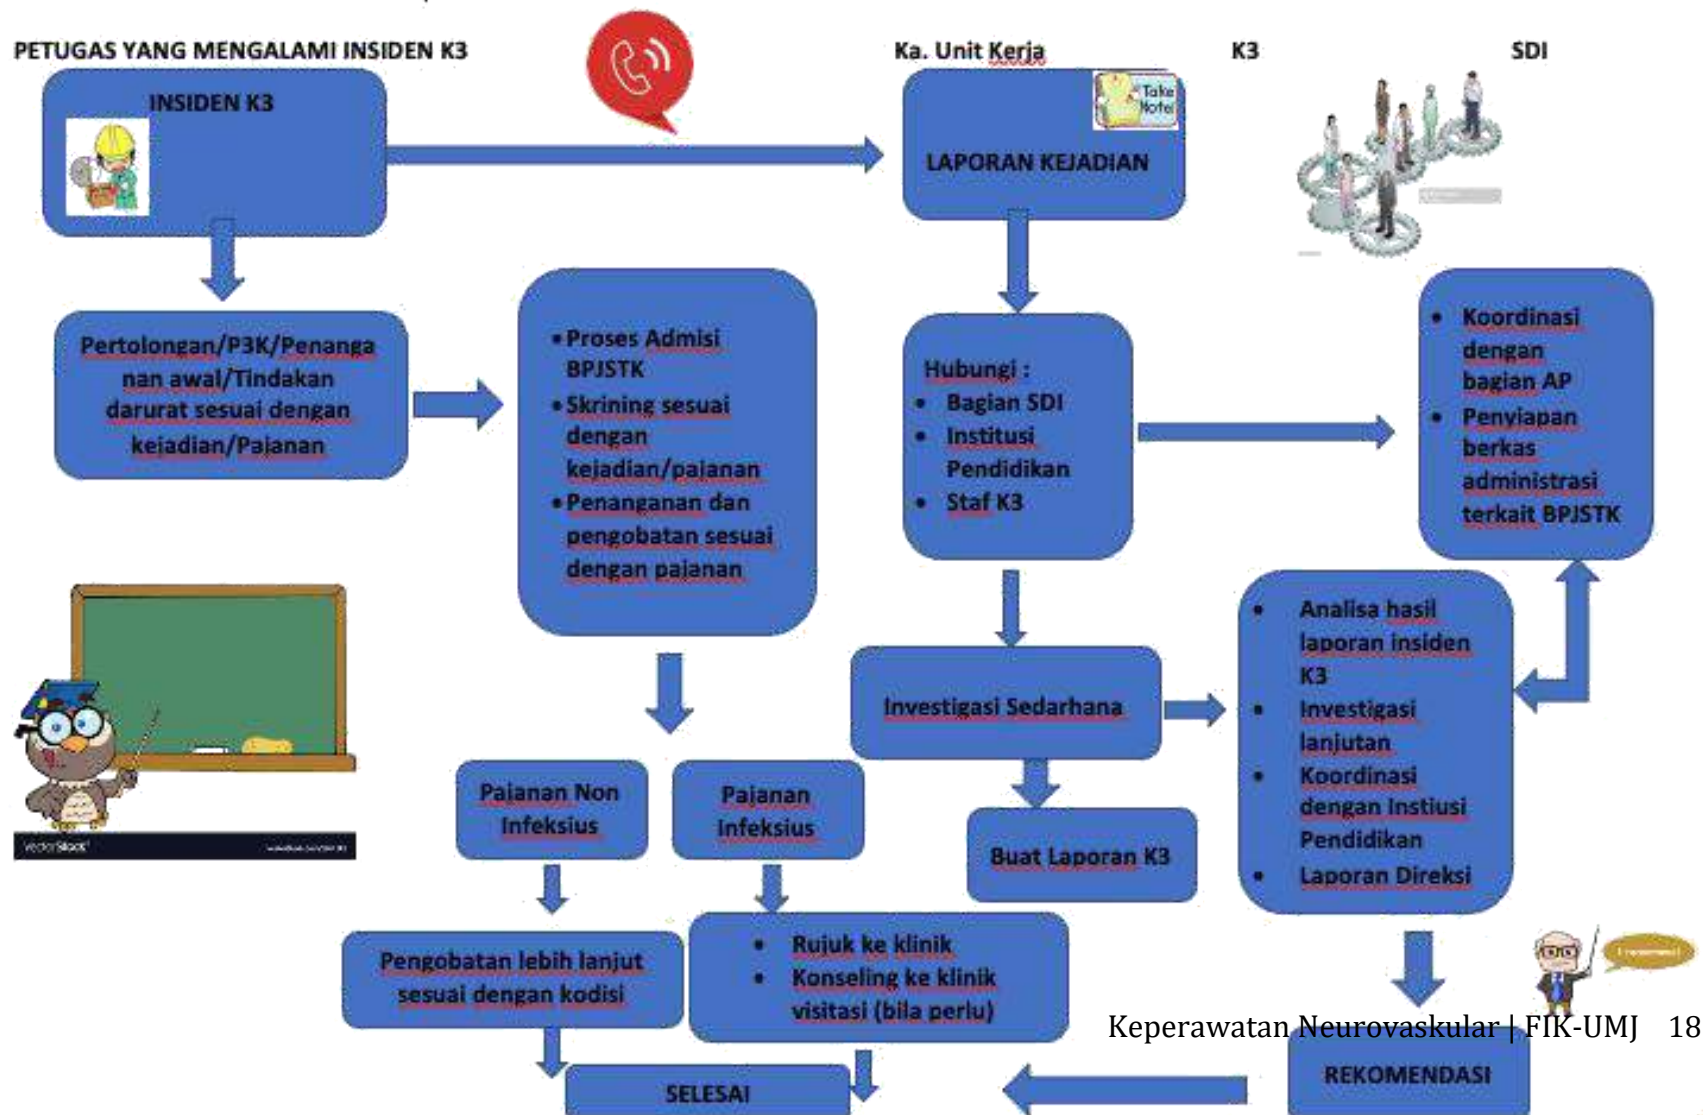 PETUGAS YANG MENGALAMI INSIDEN K3
Ka. Unit Kerja
K3
SDI
INSIDEN K3
Take
Note!
LAPORAN KEJADIAN
Pertolongan/P3K/Penanga
nan awal/Tindakan
darurat sesuai dengan
kejadian/Pajanan
• Proses Admisi
BPJSTK
• Skrining sesuai
dengan
kejadian/pajanan
• Penanganan dan
pengobatan sesuai
dengan pajanan
Hubungi :
• Bagian SDI
• Institusi
Pendidikan
• Staf K3
• Koordinasi
dengan
bagian AP
• Penyiapan
berkas
administrasi
terkait BPJSTK
Investigasi Sedarhana
• Analisa hasil
laporan insiden
K3
• Investigasi
lanjutan
• Koordinasi
dengan Instiusi
Pendidikan
• Laporan Direksi
Buat Laporan K3
Pajanan Non
Infeksius
Pajanan
Infeksius
VectorStock
Pengobatan lebih lanjut
sesuai dengan kodisi
• Rujuk ke klinik
• Konseling ke klinik
visitasi (bila perlu)
Keperawatan Neurovaskular | FIK-UMJ 18
REKOMENDASI
SELESAI